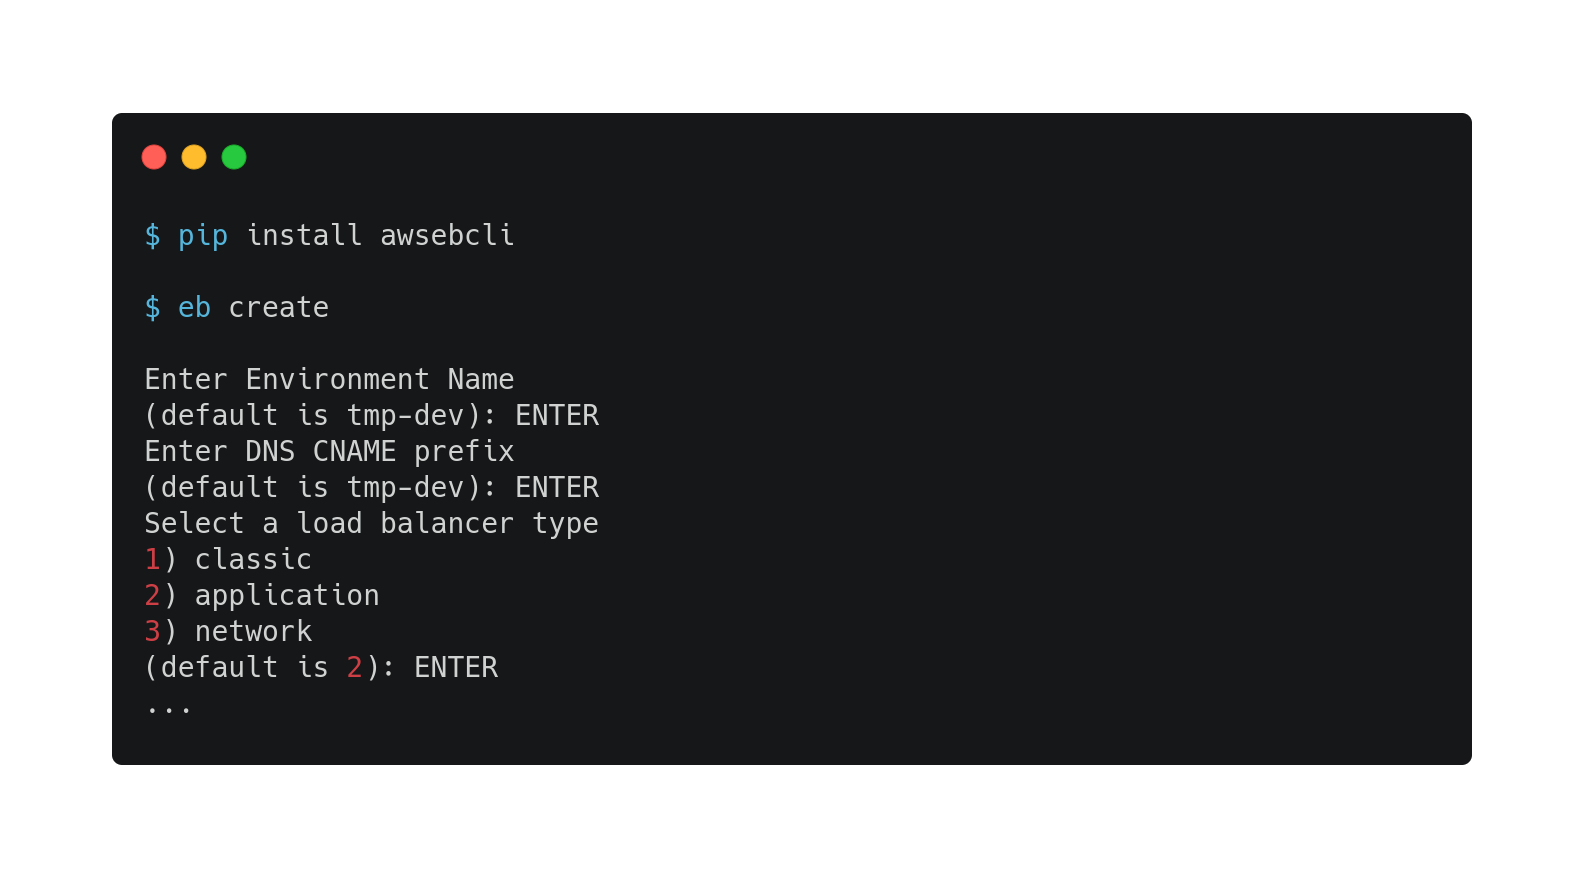 $ pip install awsebcli
$ eb create
Enter Environment Name
(default is tmp-dev): ENTER
Enter DNS CNAME prefix
(default is tmp-dev): ENTER
Select a load balancer type
1) classic
2) application
3) network
(default is 2): ENTER
...